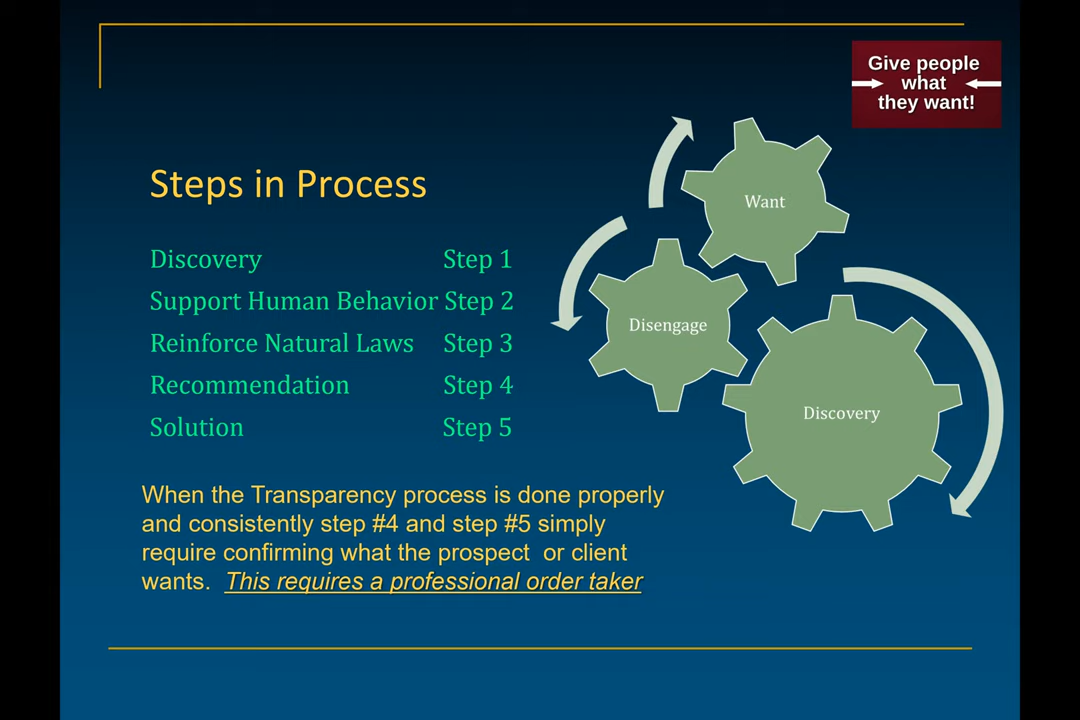 Give people
what
they want!
Steps in Process
Discovery Step 1
Support Human Behavior Step 2
Reinforce Natural Laws Step 3
Recommendation Step 4
Solution Step 5
Want
Disengage
Discovery
When the Transparency process is done properly
and consistently step #4 and step #5 simply
require confirming what the prospect or client
wants. This requires a professional order taker